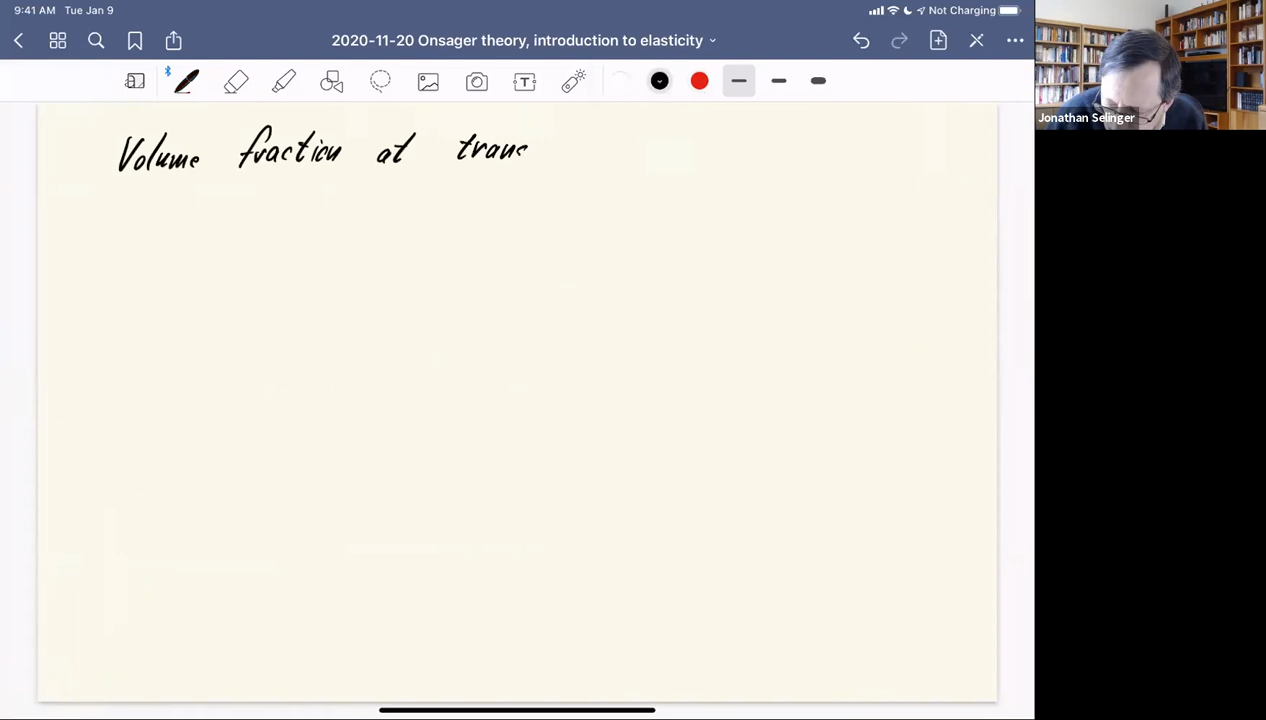 9:41 AM Tue Jan 9
Not Charging
2020-11-20 Onsager theory, introduction to elasticity
T
Jonathan Selinger
Volume fraction at trans